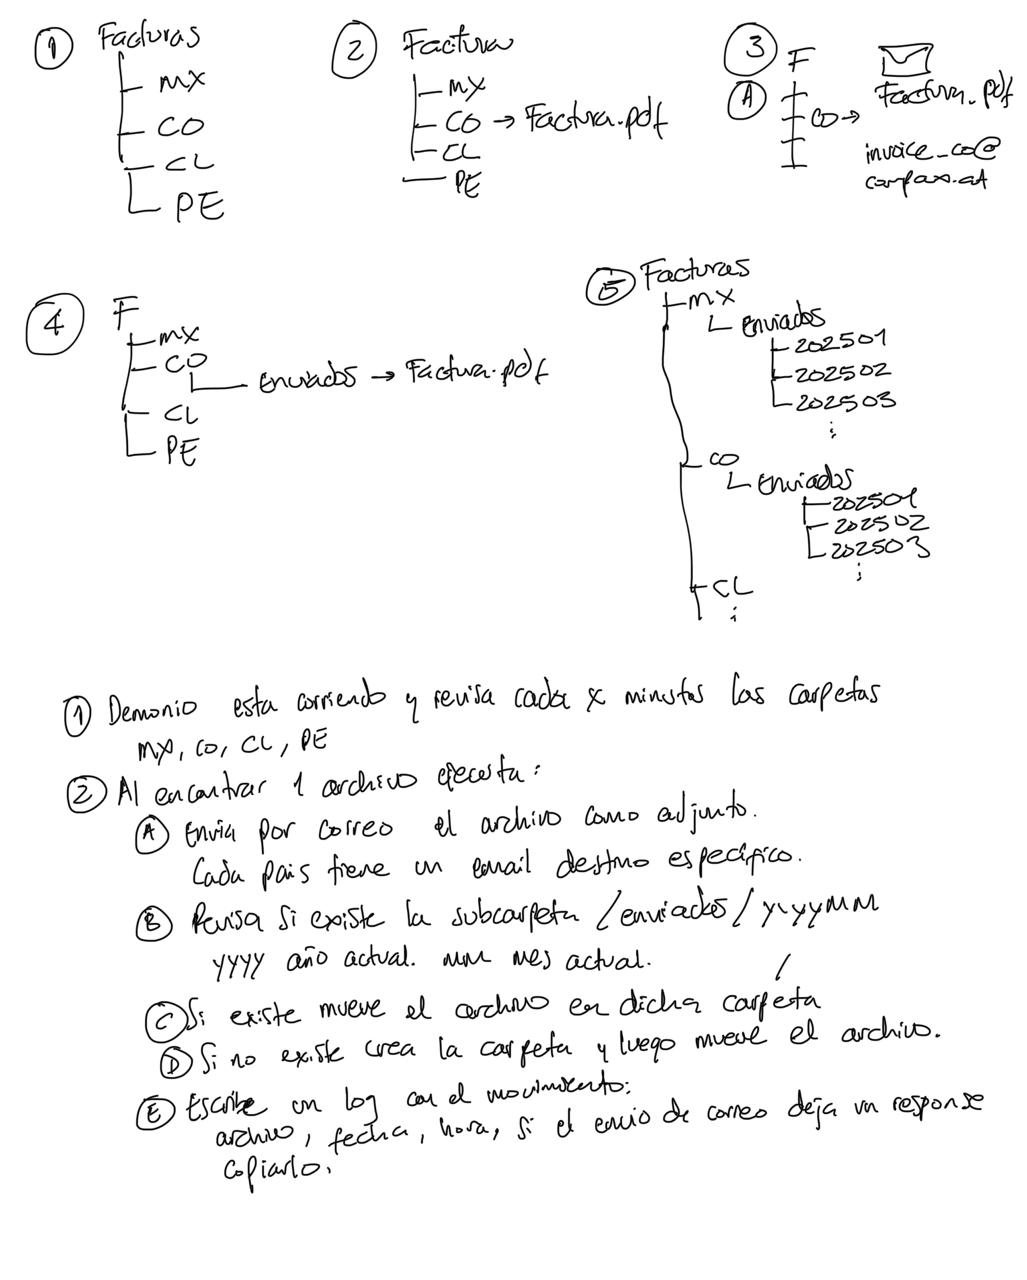 1 Facturas
MX
CO
CL
PE
2 Factura
MX
CO → Factura.pdf
CL
PE
3 F
A
CO →
Factura.pdf
invoice_co@
4 F
MX
CO
Enviados → Factura.pdf
CL
PE
5 Facturas
MX
Enviados
202501
202502
202503
⋮
CO
Enviados
202501
202502
202503
⋮
CL
⋮
1 Demonio esta corriendo y revisa cada x minutos las carpetas
MX, CO, CL, PE
2 Al encontrar 1 archivo ejecuta:
A Envia por correo el archivo como adjunto.
Cada pais tiene un email destino especifico.
B Revisa si existe la subcarpeta /enviados/yyyyMM
yyyy año actual. mm mes actual.
C Si existe mueve el archivo en dicha carpeta
D Si no existe crea la carpeta y luego mueve el archivo.
E Escribe un log con el movimiento:
archivo, fecha, hora, si el envio de correo deja un response
copiarlo.